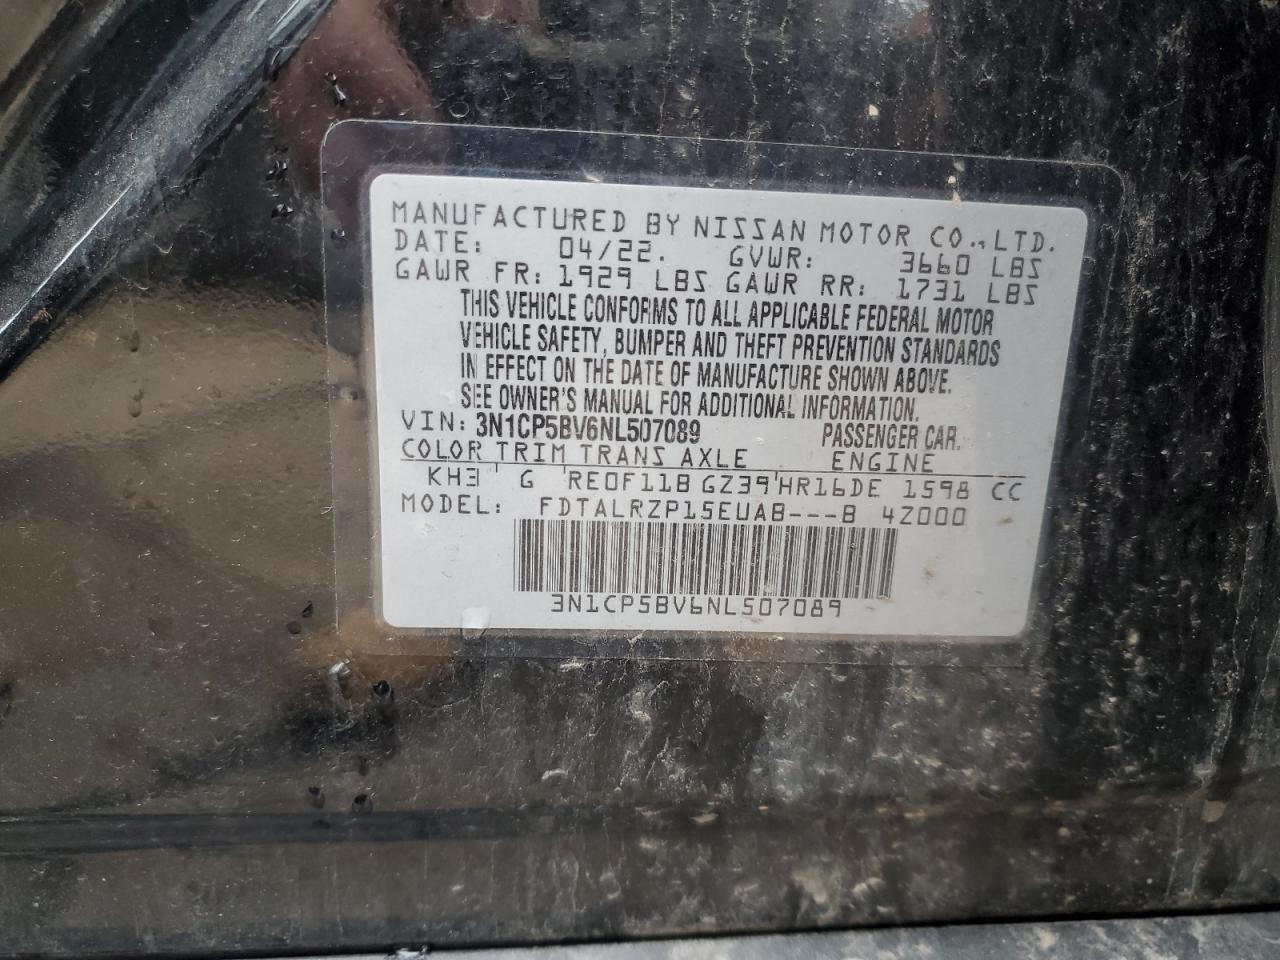 MANUFACTURED BY NISSAN MOTOR CO.,LTD.
DATE: 04/22. GVWR: 3660 LBS
GAWR FR: 1929 LBS GAWR RR: 1731 LBS
THIS VEHICLE CONFORMS TO ALL APPLICABLE FEDERAL MOTOR
VEHICLE SAFETY, BUMPER AND THEFT PREVENTION STANDARDS
IN EFFECT ON THE DATE OF MANUFACTURE SHOWN ABOVE.
SEE OWNER'S MANUAL FOR ADDITIONAL INFORMATION.
VIN: 3N1CP5BV6NL507089 PASSENGER CAR.
COLOR TRIM TRANS AXLE ENGINE
KH3 G RE0F11B GZ39 HR16DE 1598 CC
MODEL: FDTALRZP15EUAB---B 4Z000
3N1CP5BV6NL507089